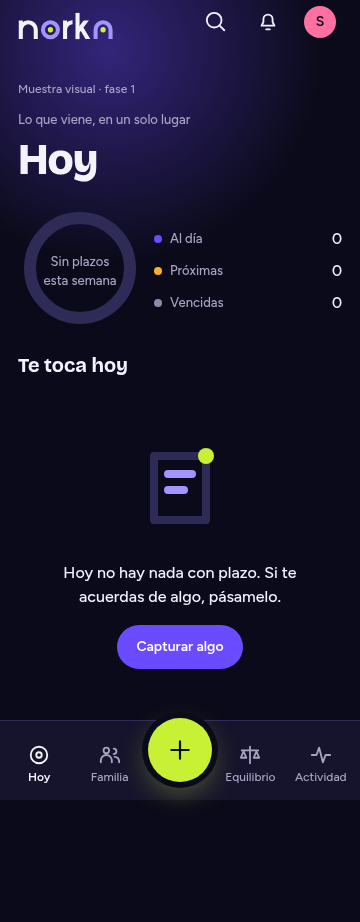 norka
S
Muestra visual · fase 1
Lo que viene, en un solo lugar
Hoy
Sin plazos
esta semana
Al día 0
Próximas 0
Vencidas 0
Te toca hoy
Hoy no hay nada con plazo. Si te
acuerdas de algo, pásamelo.
Capturar algo
Hoy Familia Equilibrio Actividad